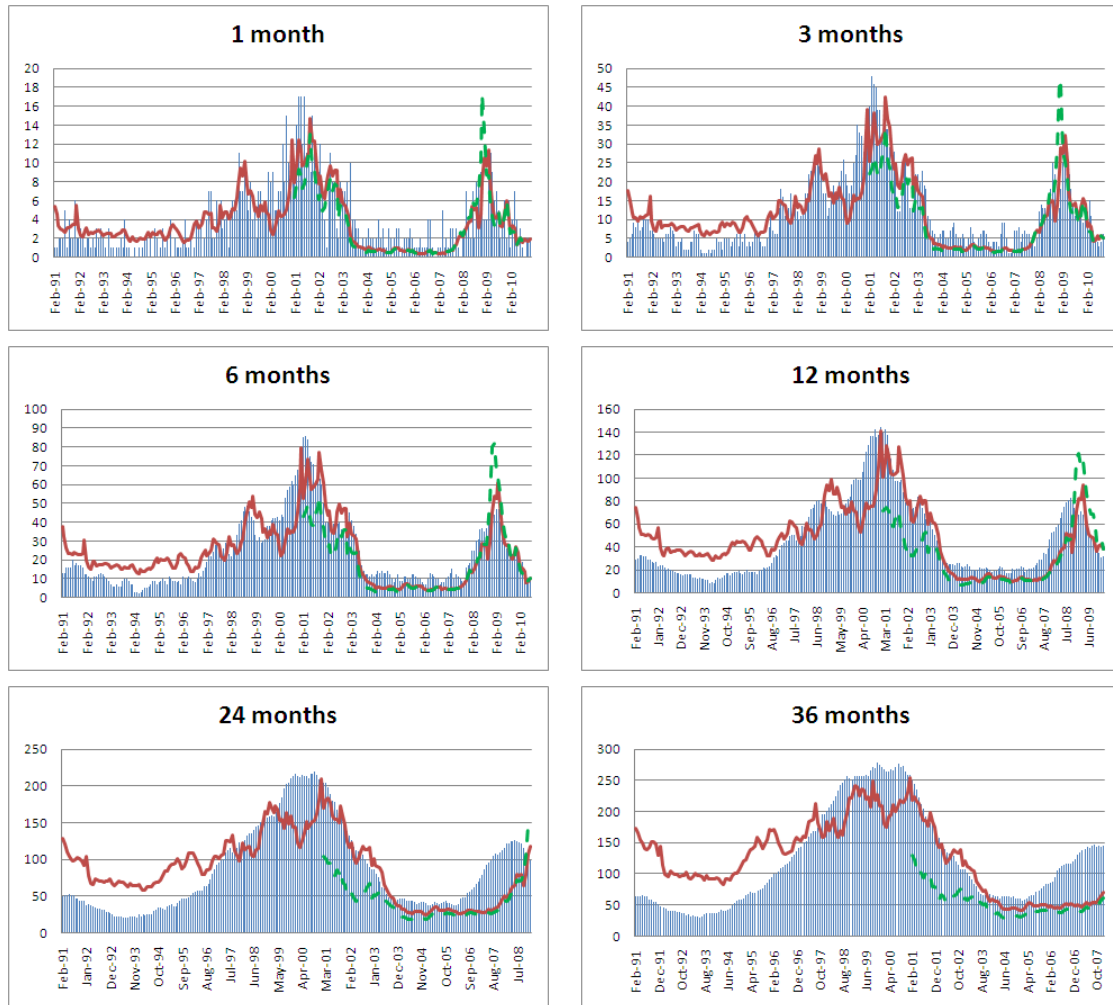 1 month
20
18
16
14
12
10
8
6
4
2
0
Feb-91
Feb-92
Feb-93
Feb-94
Feb-95
Feb-96
Feb-97
Feb-98
Feb-99
Feb-00
Feb-01
Feb-02
Feb-03
Feb-04
Feb-05
Feb-06
Feb-07
Feb-08
Feb-09
Feb-10
3 months
50
45
40
35
30
25
20
15
10
5
0
Feb-91
Feb-92
Feb-93
Feb-94
Feb-95
Feb-96
Feb-97
Feb-98
Feb-99
Feb-00
Feb-01
Feb-02
Feb-03
Feb-04
Feb-05
Feb-06
Feb-07
Feb-08
Feb-09
Feb-10
6 months
100
90
80
70
60
50
40
30
20
10
0
Feb-91
Feb-92
Feb-93
Feb-94
Feb-95
Feb-96
Feb-97
Feb-98
Feb-99
Feb-00
Feb-01
Feb-02
Feb-03
Feb-04
Feb-05
Feb-06
Feb-07
Feb-08
Feb-09
Feb-10
12 months
160
140
120
100
80
60
40
20
0
Feb-91
Jan-92
Dec-92
Nov-93
Oct-94
Sep-95
Aug-96
Jul-97
Jun-98
May-99
Apr-00
Mar-01
Feb-02
Jan-03
Dec-03
Nov-04
Oct-05
Sep-06
Aug-07
Jul-08
Jun-09
24 months
250
200
150
100
50
0
Feb-91
Jan-92
Dec-92
Nov-93
Oct-94
Sep-95
Aug-96
Jul-97
Jun-98
May-99
Apr-00
Mar-01
Feb-02
Jan-03
Dec-03
Nov-04
Oct-05
Sep-06
Aug-07
Jul-08
36 months
300
250
200
150
100
50
0
Feb-91
Dec-91
Oct-92
Aug-93
Jun-94
Apr-95
Feb-96
Dec-96
Oct-97
Aug-98
Jun-99
Apr-00
Feb-01
Dec-01
Oct-02
Aug-03
Jun-04
Apr-05
Feb-06
Dec-06
Oct-07